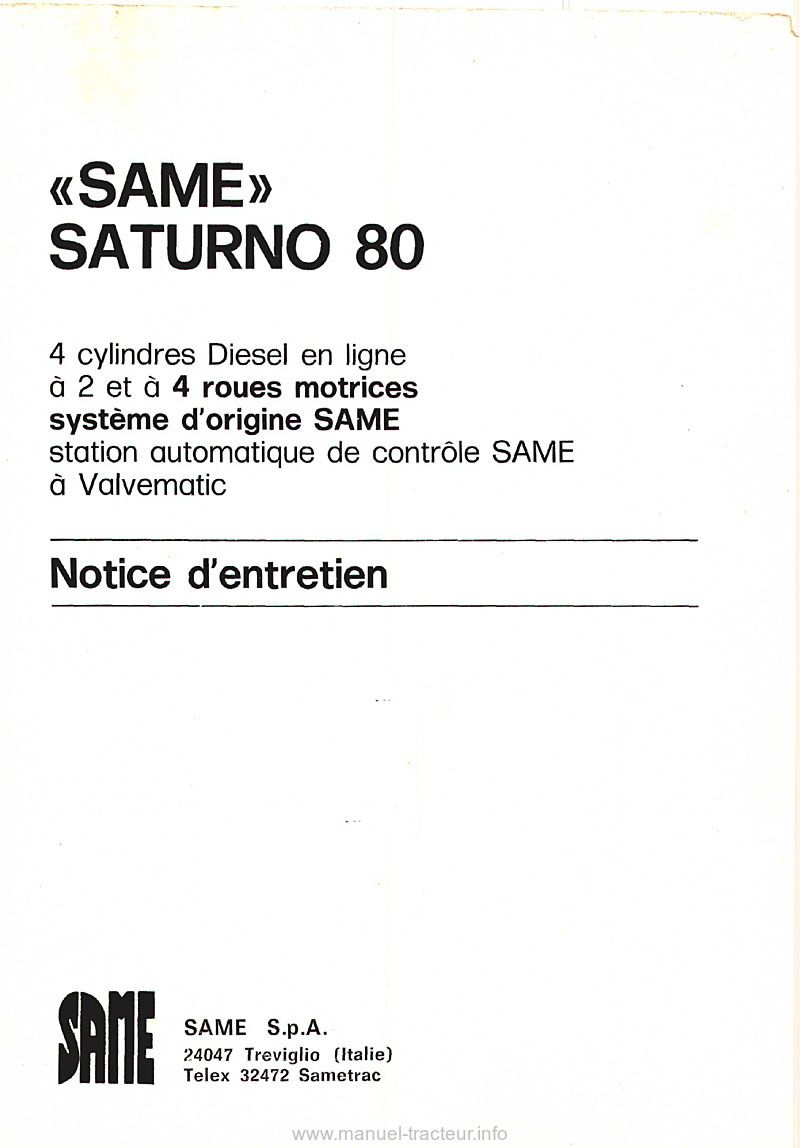 «SAME»
SATURNO 80
4 cylindres Diesel en ligne
à 2 et à 4 roues motrices
système d'origine SAME
station automatique de contrôle SAME
à Valvematic
Notice d'entretien
SAME
SAME S.p.A.
24047 Treviglio (Italie)
Telex 32472 Sametrac
www.manuel-tracteur.info